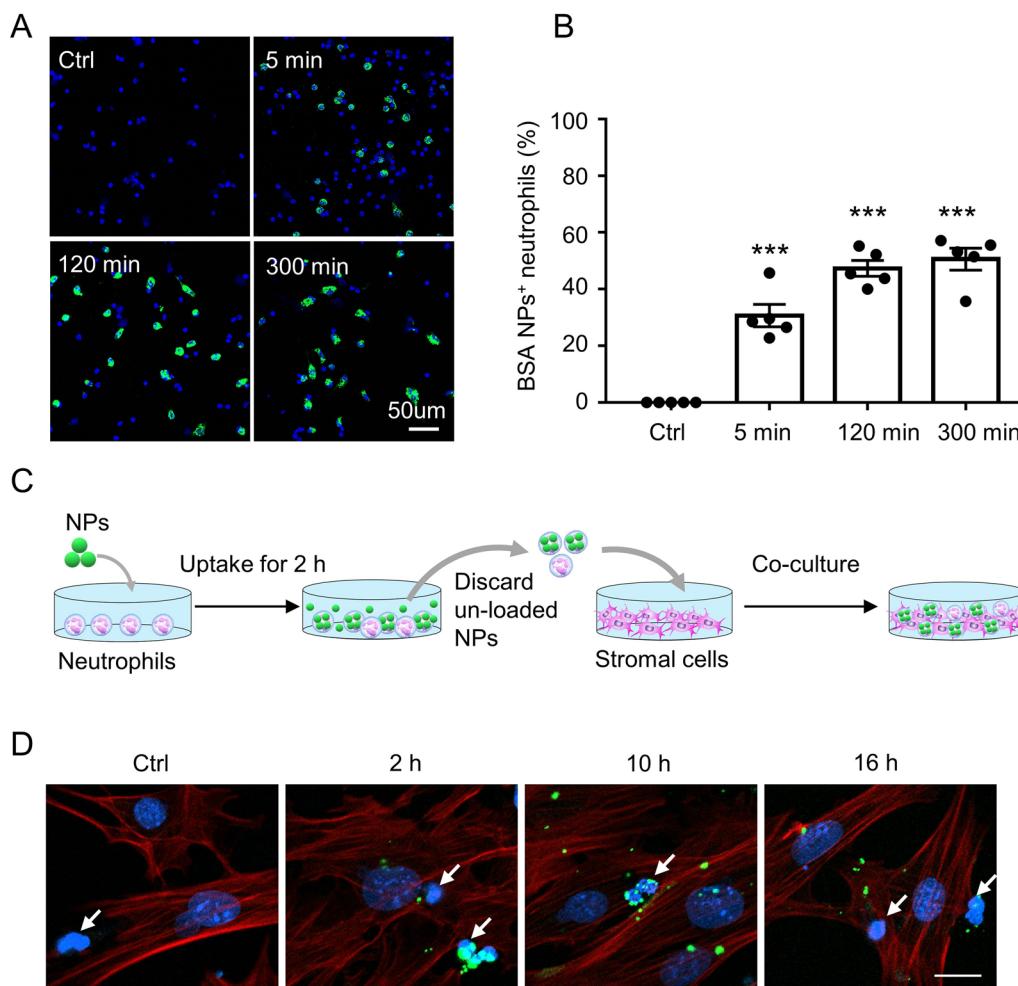 A
Ctrl
5 min
120 min
300 min
50um
B
BSA NPs⁺ neutrophils (%)
100
80
60
40
20
0
***
***
***
Ctrl
5 min
120 min
300 min
C
NPs
Uptake for 2 h
Neutrophils
Discard
un-loaded
NPs
Stromal cells
Co-culture
D
Ctrl
2 h
10 h
16 h